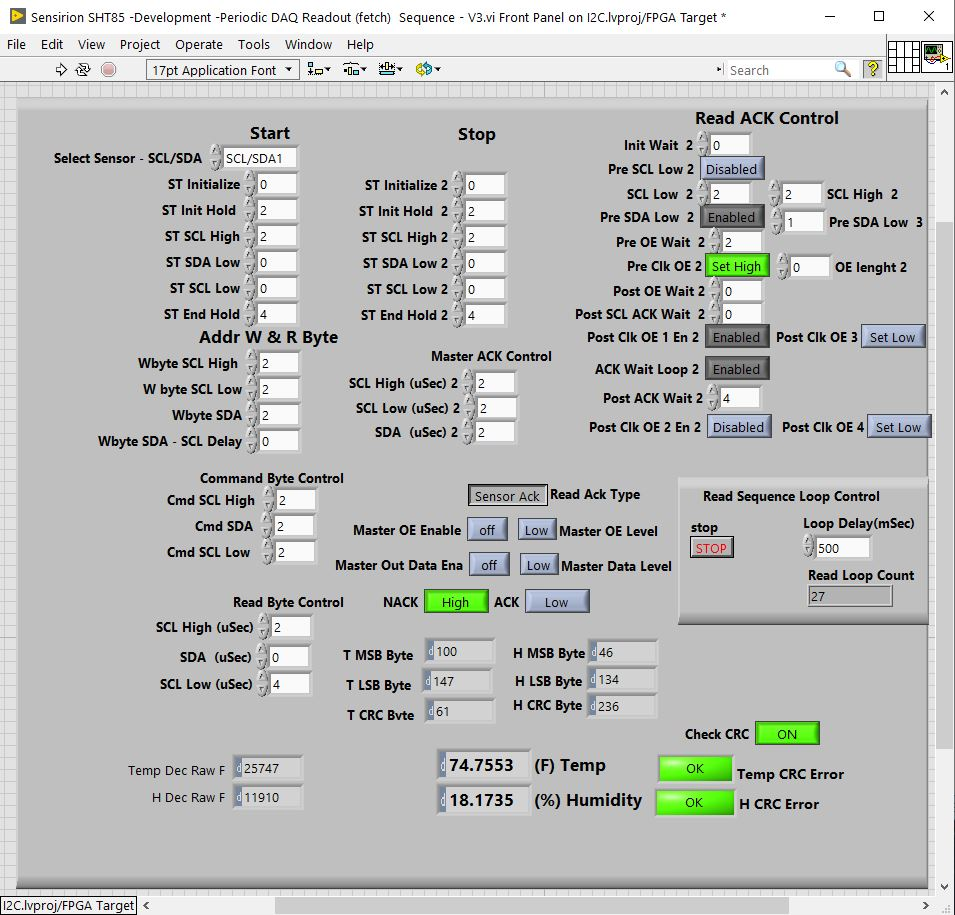 Sensirion SHT85 -Development -Periodic DAQ Readout (fetch)  Sequence - V3.vi Front Panel on I2C.lvproj/FPGA Target *
File Edit View Project Operate Tools Window Help
17pt Application Font
Search
?
1
Start
Select Sensor - SCL/SDA SCL/SDA1
ST Initialize 0
ST Init Hold 2
ST SCL High 2
ST SDA Low 0
ST SCL Low 0
ST End Hold 4
Stop
ST Initialize 2 0
ST Init Hold 2 2
ST SCL High 2 2
ST SDA Low 2 0
ST SCL Low 2 0
ST End Hold 2 4
Read ACK Control
Init Wait 2 0
Pre SCL Low 2 Disabled
SCL Low 2 2 2 SCL High 2
Pre SDA Low 2 Enabled 1 Pre SDA Low 3
Pre OE Wait 2 2
Pre Clk OE 2 Set High 0 OE lenght 2
Post OE Wait 2 0
Post SCL ACK Wait 2 0
Post Clk OE 1 En 2 Enabled Post Clk OE 3 Set Low
ACK Wait Loop 2 Enabled
Post ACK Wait 2 4
Post Clk OE 2 En 2 Disabled Post Clk OE 4 Set Low
Addr W & R Byte
Wbyte SCL High 2
W byte SCL Low 2
Wbyte SDA 2
Wbyte SDA - SCL Delay 0
Master ACK Control
SCL High (uSec) 2 2
SCL Low (uSec) 2 2
SDA (uSec) 2 2
Command Byte Control
Cmd SCL High 2
Cmd SDA 2
Cmd SCL Low 2
Sensor Ack Read Ack Type
Master OE Enable off Low Master OE Level
Master Out Data Ena off Low Master Data Level
NACK High ACK Low
Read Sequence Loop Control
stop
STOP
Loop Delay(mSec)
500
Read Loop Count
27
Read Byte Control
SCL High (uSec) 2
SDA (uSec) 0
SCL Low (uSec) 4
T MSB Byte d 100
T LSB Byte d 147
T CRC Byte d 61
H MSB Byte d 46
H LSB Byte d 134
H CRC Byte d 236
Check CRC ON
Temp Dec Raw F d 25747
H Dec Raw F d 11910
d 74.7553 (F) Temp OK Temp CRC Error
d 18.1735 (%) Humidity OK H CRC Error
I2C.lvproj/FPGA Target